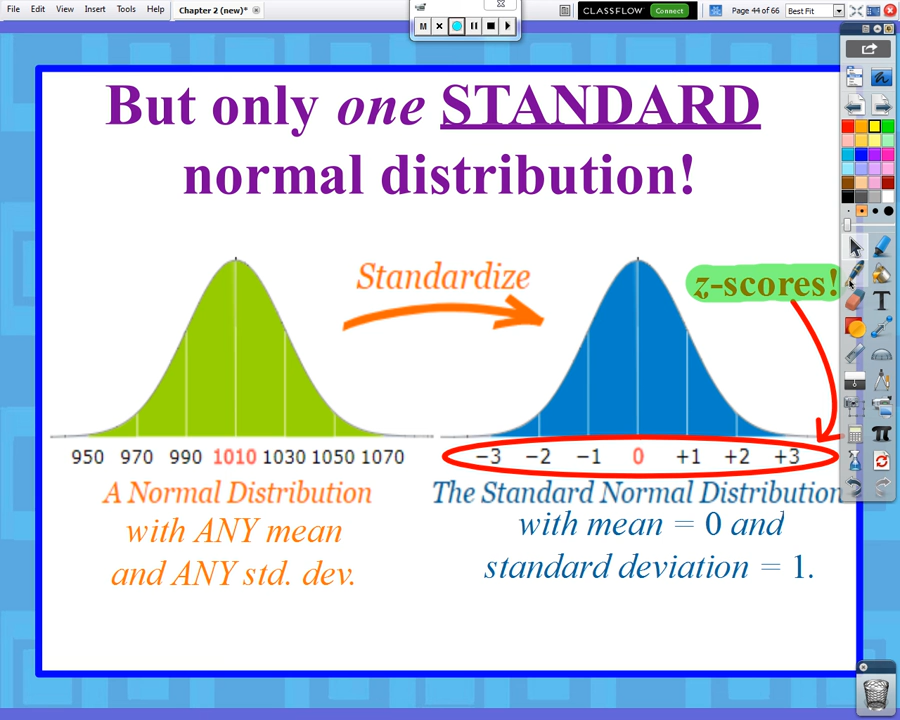 File Edit View Insert Tools Help Chapter 2 (new)* CLASSFLOW Connect Page 44 of 66 Best Fit
M
But only one STANDARD
normal distribution!
Standardize
z-scores!
950 970 990 1010 1030 1050 1070
−3 −2 −1 0 +1 +2 +3
A Normal Distribution
The Standard Normal Distribution
with ANY mean
and ANY std. dev.
with mean = 0 and
standard deviation = 1.